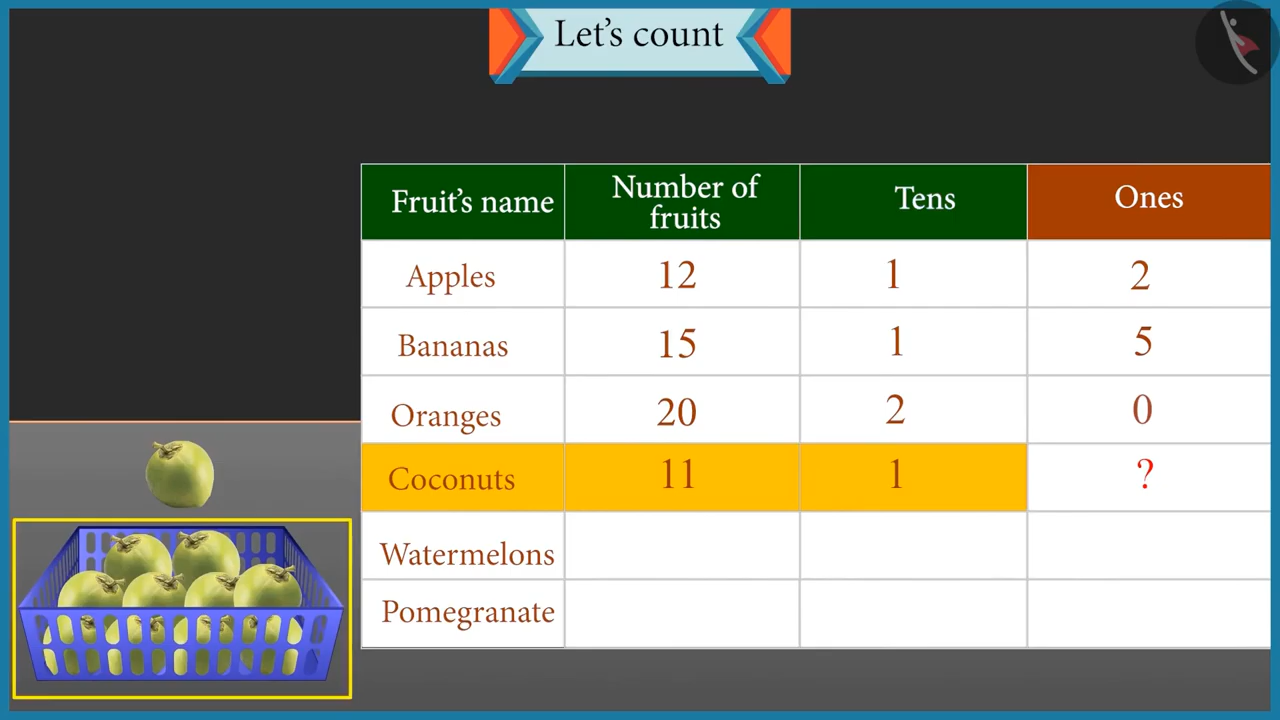 Let's count
Fruit's name Number of fruits Tens Ones
Apples 12 1 2
Bananas 15 1 5
Oranges 20 2 0
Coconuts 11 1 ?
Watermelons
Pomegranate